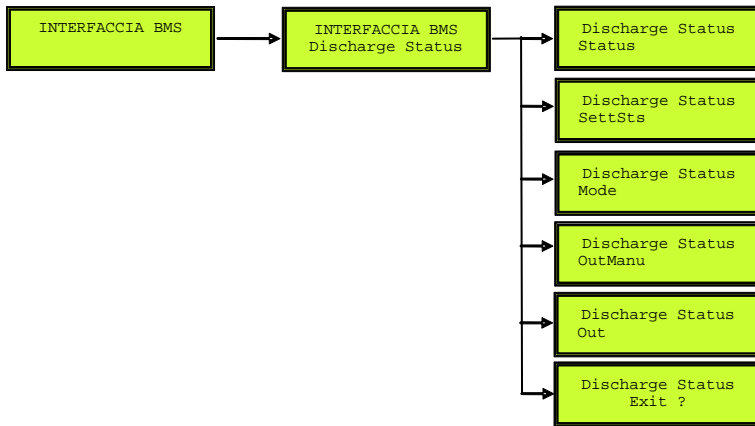 INTERFACCIA BMS
INTERFACCIA BMS
Discharge Status
Discharge Status
Status
Discharge Status
SettSts
Discharge Status
Mode
Discharge Status
OutManu
Discharge Status
Out
Discharge Status
Exit ?